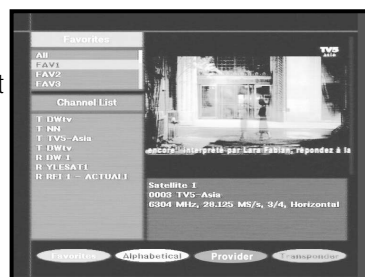 t
Favorites
All
FAV1
FAV2
FAV3
Channel List
T DWtv
T NN
T TV5-Asia
T DWtv
R DW 1
R YLESAT1
R RFI 1 - ACTUALI
TV5
asie
encore interprété par Lara Fabian, répondez à la
Satellite 1
0003 TV5-Asia
6304 MHz, 28.125 MS/s, 3/4, Horizontal
Favorites
Alphabetical
Provider
Transponder